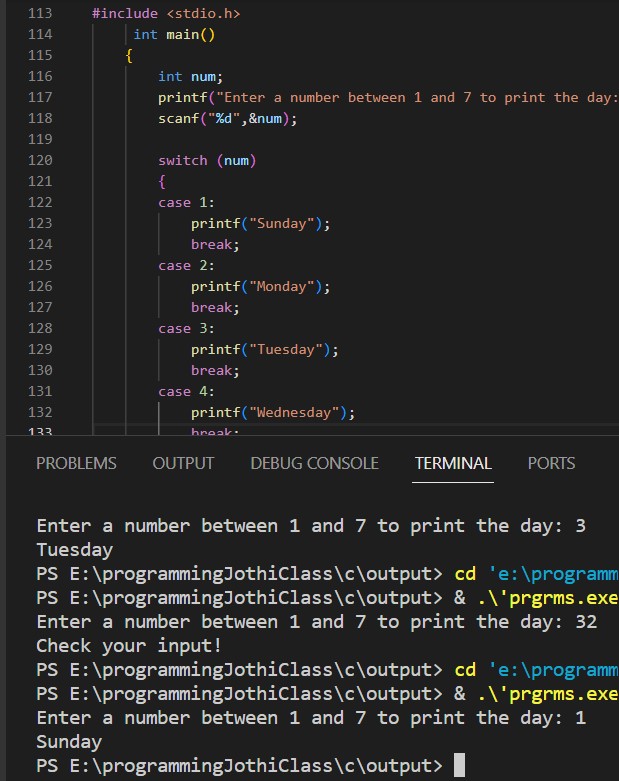 113 #include <stdio.h>
114 int main()
115 {
116 int num;
117 printf("Enter a number between 1 and 7 to print the day:
118 scanf("%d",&num);
119
120 switch (num)
121 {
122 case 1:
123 printf("Sunday");
124 break;
125 case 2:
126 printf("Monday");
127 break;
128 case 3:
129 printf("Tuesday");
130 break;
131 case 4:
132 printf("Wednesday");
133 break;
PROBLEMS OUTPUT DEBUG CONSOLE TERMINAL PORTS
Enter a number between 1 and 7 to print the day: 3
Tuesday
PS E:\programmingJothiClass\c\output> cd 'e:\programm
PS E:\programmingJothiClass\c\output> & .\'prgrms.exe
Enter a number between 1 and 7 to print the day: 32
Check your input!
PS E:\programmingJothiClass\c\output> cd 'e:\programm
PS E:\programmingJothiClass\c\output> & .\'prgrms.exe
Enter a number between 1 and 7 to print the day: 1
Sunday
PS E:\programmingJothiClass\c\output>